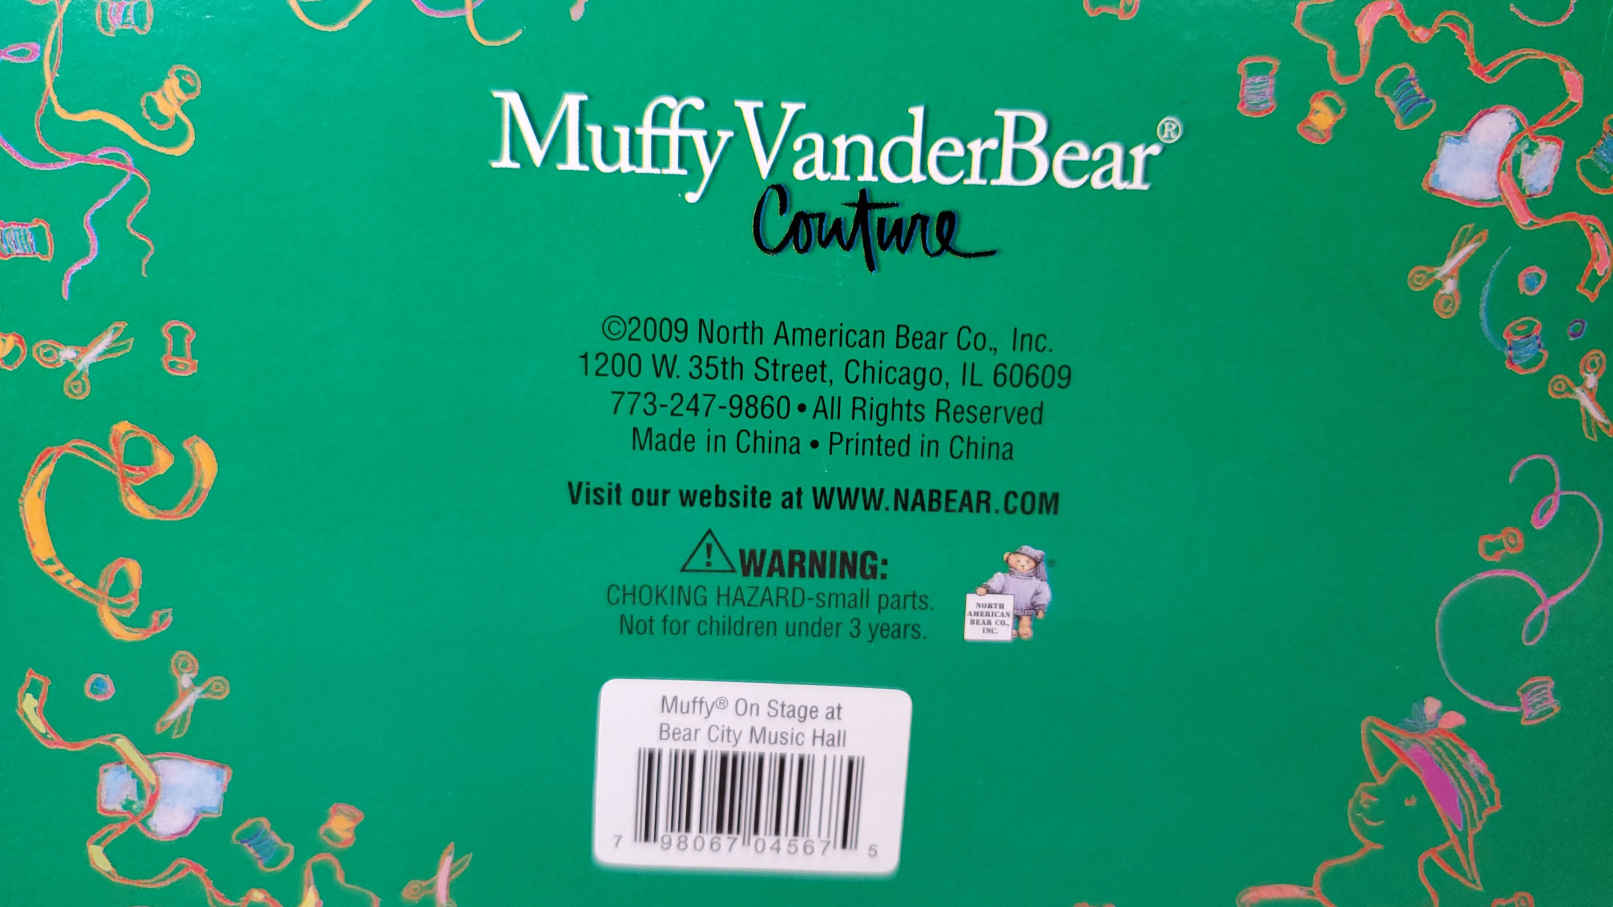 Muffy VanderBear®
Couture
©2009 North American Bear Co., Inc.
1200 W. 35th Street, Chicago, IL 60609
773-247-9860 • All Rights Reserved
Made in China • Printed in China
Visit our website at WWW.NABEAR.COM
⚠WARNING:
CHOKING HAZARD-small parts.
Not for children under 3 years.
NORTH
AMERICAN
BEAR CO.,
INC.
Muffy® On Stage at
Bear City Music Hall
7 98067 04567 5